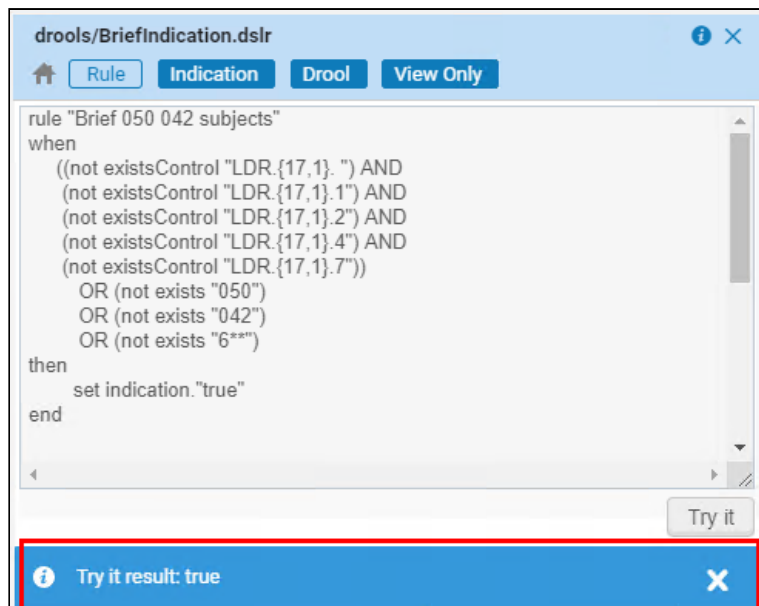 drools/BriefIndication.dslr
Rule Indication Drool View Only
rule "Brief 050 042 subjects"
when
((not existsControl "LDR.{17,1}. ") AND
(not existsControl "LDR.{17,1}.1") AND
(not existsControl "LDR.{17,1}.2") AND
(not existsControl "LDR.{17,1}.4") AND
(not existsControl "LDR.{17,1}.7"))
OR (not exists "050")
OR (not exists "042")
OR (not exists "6**")
then
set indication."true"
end
Try it
Try it result: true